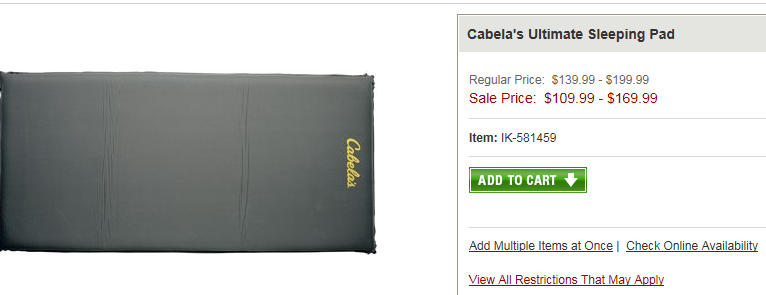 Cabela's Ultimate Sleeping Pad
Regular Price: $139.99 - $199.99
Sale Price: $109.99 - $169.99
Cabela's
Item: IK-581459
ADD TO CART
Add Multiple Items at Once | Check Online Availability
View All Restrictions That May Apply